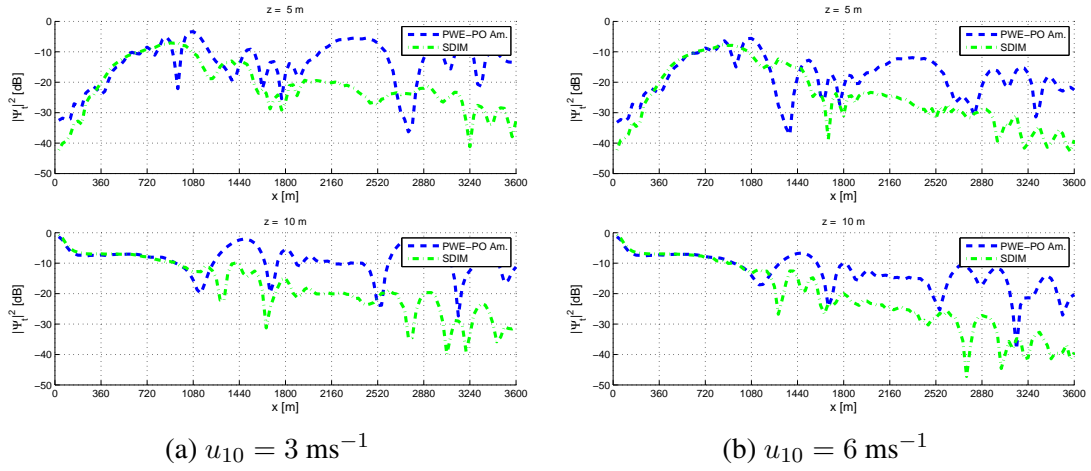 z = 5 m
|Ψt|² [dB]
0
−10
−20
−30
−40
−50
PWE−PO Am.
SDIM
0 360 720 1080 1440 1800 2160 2520 2880 3240 3600
x [m]
z = 10 m
|Ψt|² [dB]
0
−10
−20
−30
−40
−50
PWE−PO Am.
SDIM
0 360 720 1080 1440 1800 2160 2520 2880 3240 3600
x [m]
(a) u10 = 3 ms⁻¹
z = 5 m
|Ψt|² [dB]
0
−10
−20
−30
−40
−50
PWE−PO Am.
SDIM
0 360 720 1080 1440 1800 2160 2520 2880 3240 3600
x [m]
z = 10 m
|Ψt|² [dB]
0
−10
−20
−30
−40
−50
PWE−PO Am.
SDIM
0 360 720 1080 1440 1800 2160 2520 2880 3240 3600
x [m]
(b) u10 = 6 ms⁻¹